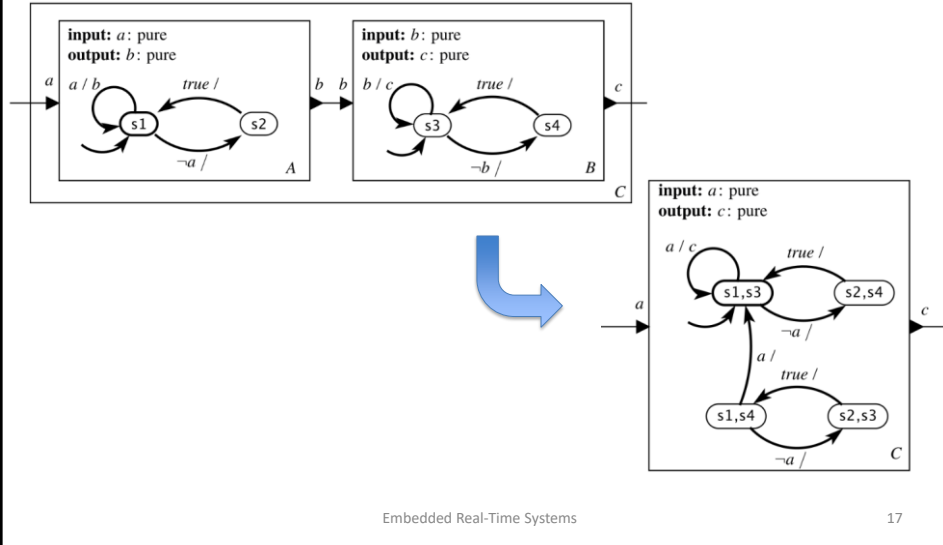 input: a: pure
output: b: pure
a
a / b
true /
s1
s2
¬a /
A
b
b
input: b: pure
output: c: pure
b / c
true /
s3
s4
¬b /
B
c
C
input: a: pure
output: c: pure
a / c
true /
s1,s3
s2,s4
a
¬a /
c
a /
true /
s1,s4
s2,s3
¬a /
C
Embedded Real-Time Systems
17